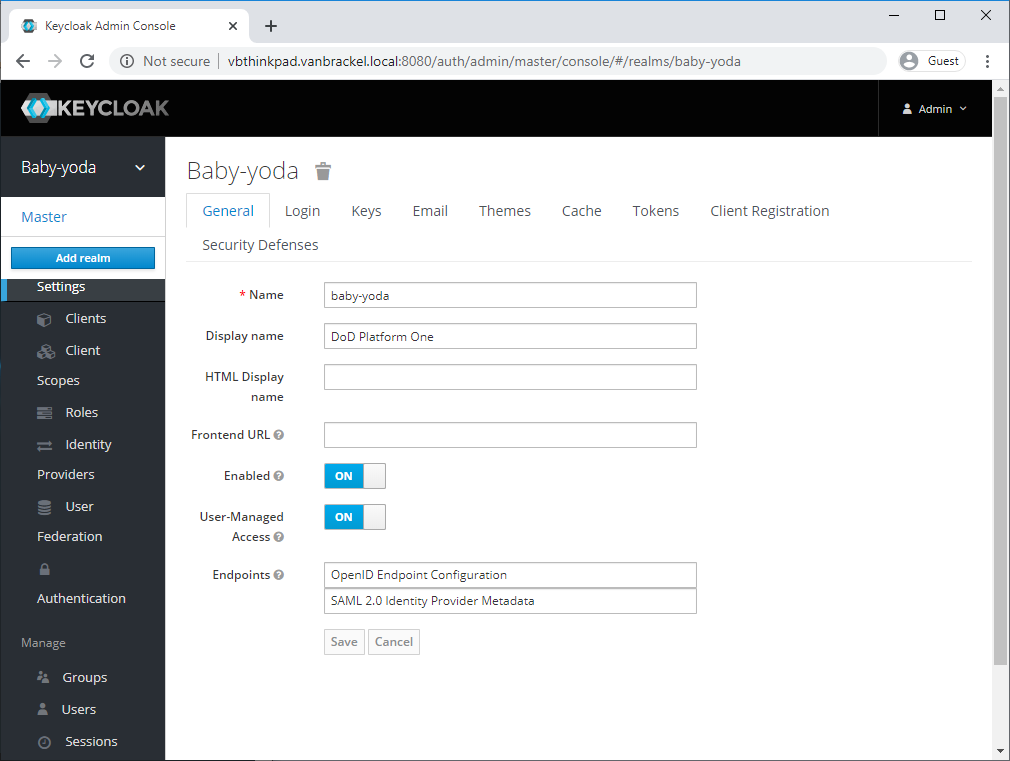 Keycloak Admin Console
Not secure vbthinkpad.vanbrackel.local:8080/auth/admin/master/console/#/realms/baby-yoda Guest
KEYCLOAK
Admin
Baby-yoda
Master
Add realm
Settings
Clients
Client
Scopes
Roles
Identity
Providers
User
Federation
Authentication
Manage
Groups
Users
Sessions
Baby-yoda
General Login Keys Email Themes Cache Tokens Client Registration
Security Defenses
* Name baby-yoda
Display name DoD Platform One
HTML Display
name
Frontend URL
Enabled ON
User-Managed
Access ON
Endpoints OpenID Endpoint Configuration
SAML 2.0 Identity Provider Metadata
Save Cancel